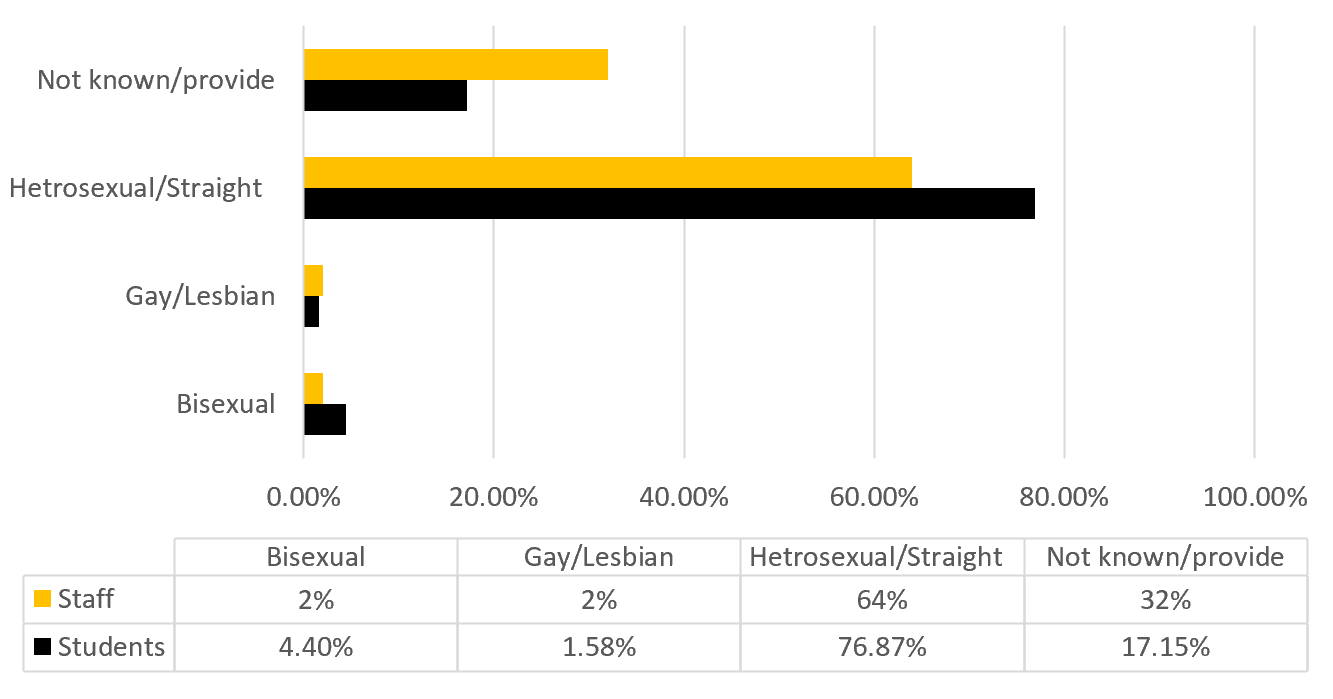 Not known/provide
Hetrosexual/Straight
Gay/Lesbian
Bisexual
0.00% 20.00% 40.00% 60.00% 80.00% 100.00%
Bisexual Gay/Lesbian Hetrosexual/Straight Not known/provide
Staff 2% 2% 64% 32%
Students 4.40% 1.58% 76.87% 17.15%